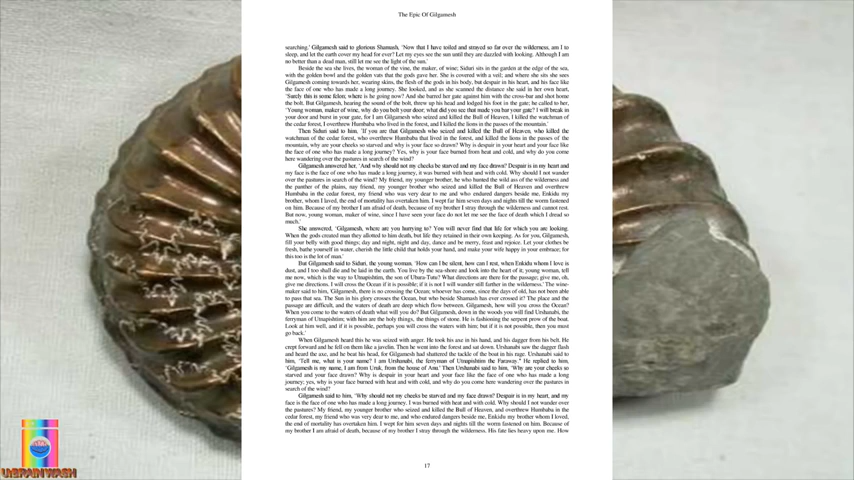 The Epic Of Gilgamesh
searching.' Gilgamesh said to glorious Shamash, 'Now that I have toiled and strayed so far over the wilderness, am I to
sleep, and let the earth cover my head for ever? Let my eyes see the sun until they are dazzled with looking. Although I am
no better than a dead man, still let me see the light of the sun.'
Beside the sea she lives, the woman of the vine, the maker, of wine; Siduri sits in the garden at the edge of the sea,
with the golden bowl and the golden vats that the gods gave her. She is covered with a veil; and where she sits she sees
Gilgamesh coming towards her, wearing skins, the flesh of the gods in his body, but despair in his heart, and his face like
the face of one who has made a long journey. She looked, and as she scanned the distance she said in her own heart,
'Surely this is some felon; where is he going now? And she barred her gate against him with the cross-bar and shot home
the bolt. But Gilgamesh, hearing the sound of the bolt, threw up his head and lodged his foot in the gate; he called to her,
'Young woman, maker of wine, why do you bolt your door; what did you see that made you bar your gate? I will break in
your door and burst in your gate, for I am Gilgamesh who seized and killed the Bull of Heaven, I killed the watchman of
the cedar forest, I overthrew Humbaba who lived in the forest, and I killed the lions in the passes of the mountain.'
Then Siduri said to him, 'If you are that Gilgamesh who seized and killed the Bull of Heaven, who killed the
watchman of the cedar forest, who overthrew Humbaba that lived in the forest, and killed the lions in the passes of the
mountain, why are your cheeks so starved and why is your face so drawn? Why is despair in your heart and your face like
the face of one who has made a long journey? Yes, why is your face burned from heat and cold, and why do you come
here wandering over the pastures in search of the wind?
Gilgamesh answered her, 'And why should not my cheeks be starved and my face drawn? Despair is in my heart and
my face is the face of one who has made a long journey, it was burned with heat and with cold. Why should I not wander
over the pastures in search of the wind? My friend, my younger brother, he who hunted the wild ass of the wilderness and
the panther of the plains, my friend, my younger brother who seized and killed the Bull of Heaven and overthrew
Humbaba in the cedar forest, my friend who was very dear to me and who endured dangers beside me, Enkidu my
brother, whom I loved, the end of mortality has overtaken him. I wept for him seven days and nights till the worm fastened
on him. Because of my brother I am afraid of death, because of my brother I stray through the wilderness and cannot rest.
But now, young woman, maker of wine, since I have seen your face do not let me see the face of death which I dread so
much.'
She answered, 'Gilgamesh, where are you hurrying to? You will never find that life for which you are looking.
When the gods created man they allotted to him death, but life they retained in their own keeping. As for you, Gilgamesh,
fill your belly with good things; day and night, night and day, dance and be merry, feast and rejoice. Let your clothes be
fresh, bathe yourself in water, cherish the little child that holds your hand, and make your wife happy in your embrace; for
this too is the lot of man.'
But Gilgamesh said to Siduri, the young woman, 'How can I be silent, how can I rest, when Enkidu whom I love is
dust, and I too shall die and be laid in the earth. You live by the sea-shore and look into the heart of it; young woman, tell
me now, which is the way to Utnapishtim, the son of Ubara-Tutu? What directions are there for the passage; give me, oh,
give me directions. I will cross the Ocean if it is possible; if it is not I will wander still farther in the wilderness.' The wine-
maker said to him, 'Gilgamesh, there is no crossing the Ocean; whoever has come, since the days of old, has not been able
to pass that sea. The Sun in his glory crosses the Ocean, but who beside Shamash has ever crossed it? The place and the
passage are difficult, and the waters of death are deep which flow between. Gilgamesh, how will you cross the Ocean?
When you come to the waters of death what will you do? But Gilgamesh, down in the woods you will find Urshanabi, the
ferryman of Utnapishtim; with him are the holy things, the things of stone. He is fashioning the serpent prow of the boat.
Look at him well, and if it is possible, perhaps you will cross the waters with him; but if it is not possible, then you must
go back.'
When Gilgamesh heard this he was seized with anger. He took his axe in his hand, and his dagger from his belt. He
crept forward and he fell on them like a javelin. Then he went into the forest and sat down. Urshanabi saw the dagger flash
and heard the axe, and he beat his head, for Gilgamesh had shattered the tackle of the boat in his rage. Urshanabi said to
him, 'Tell me, what is your name? I am Urshanabi, the ferryman of Utnapishtim the Faraway.'' He replied to him,
'Gilgamesh is my name, I am from Uruk, from the house of Anu.' Then Urshanabi said to him, 'Why are your cheeks so
starved and your face drawn? Why is despair in your heart and your face like the face of one who has made a long
journey; yes, why is your face burned with heat and with cold, and why do you come here wandering over the pastures in
search of the wind?
Gilgamesh said to him, 'Why should not my cheeks be starved and my face drawn? Despair is in my heart, and my
face is the face of one who has made a long journey. I was burned with heat and with cold. Why should I not wander over
the pastures? My friend, my younger brother who seized and killed the Bull of Heaven, and overthrew Humbaba in the
cedar forest, my friend who was very dear to me, and who endured dangers beside me, Enkidu my brother whom I loved,
the end of mortality has overtaken him. I wept for him seven days and nights till the worm fastened on him. Because of
my brother I am afraid of death, because of my brother I stray through the wilderness. His fate lies heavy upon me. How
17
UrBRAINWASH